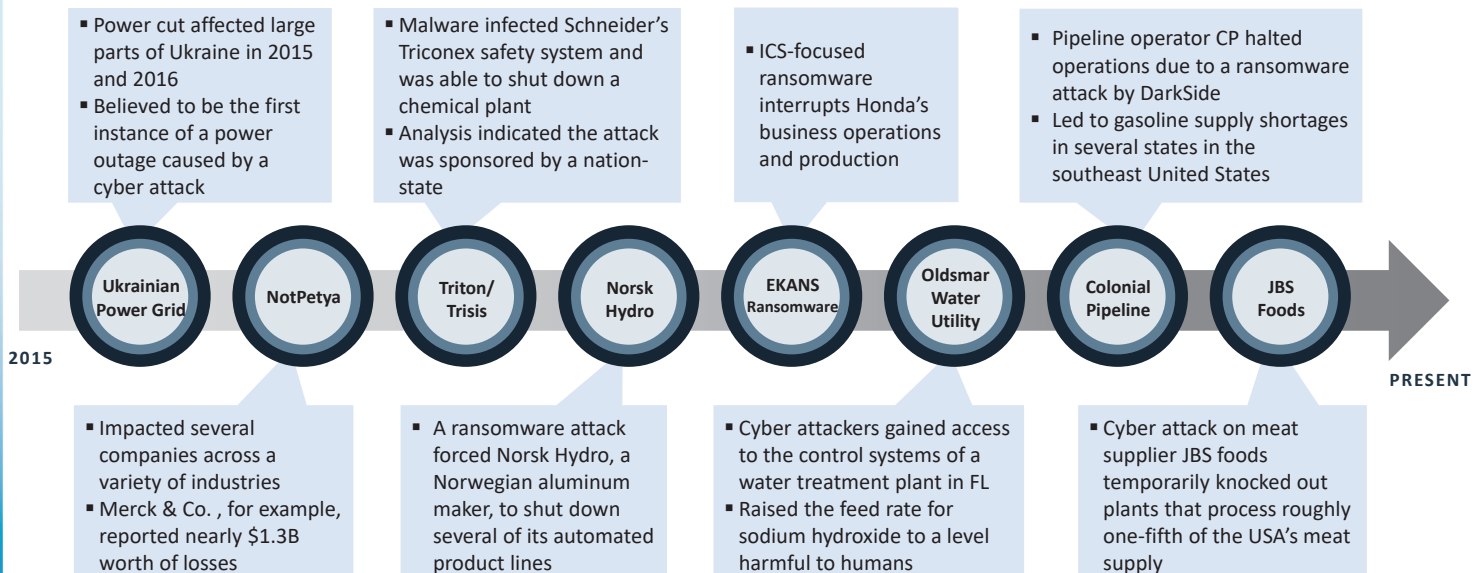 ▪ Power cut affected large
parts of Ukraine in 2015
and 2016
▪ Believed to be the first
instance of a power
outage caused by a
cyber attack
▪ Malware infected Schneider’s
Triconex safety system and
was able to shut down a
chemical plant
▪ Analysis indicated the attack
was sponsored by a nation-
state
▪ ICS-focused
ransomware
interrupts Honda’s
business operations
and production
▪ Pipeline operator CP halted
operations due to a ransomware
attack by DarkSide
▪ Led to gasoline supply shortages
in several states in the
southeast United States
Ukrainian
Power Grid
NotPetya
Triton/
Trisis
Norsk
Hydro
EKANS
Ransomware
Oldsmar
Water
Utility
Colonial
Pipeline
JBS
Foods
2015
PRESENT
▪ Impacted several
companies across a
variety of industries
▪ Merck & Co. , for example,
reported nearly $1.3B
worth of losses
▪ A ransomware attack
forced Norsk Hydro, a
Norwegian aluminum
maker, to shut down
several of its automated
product lines
▪ Cyber attackers gained access
to the control systems of a
water treatment plant in FL
▪ Raised the feed rate for
sodium hydroxide to a level
harmful to humans
▪ Cyber attack on meat
supplier JBS foods
temporarily knocked out
plants that process roughly
one-fifth of the USA’s meat
supply